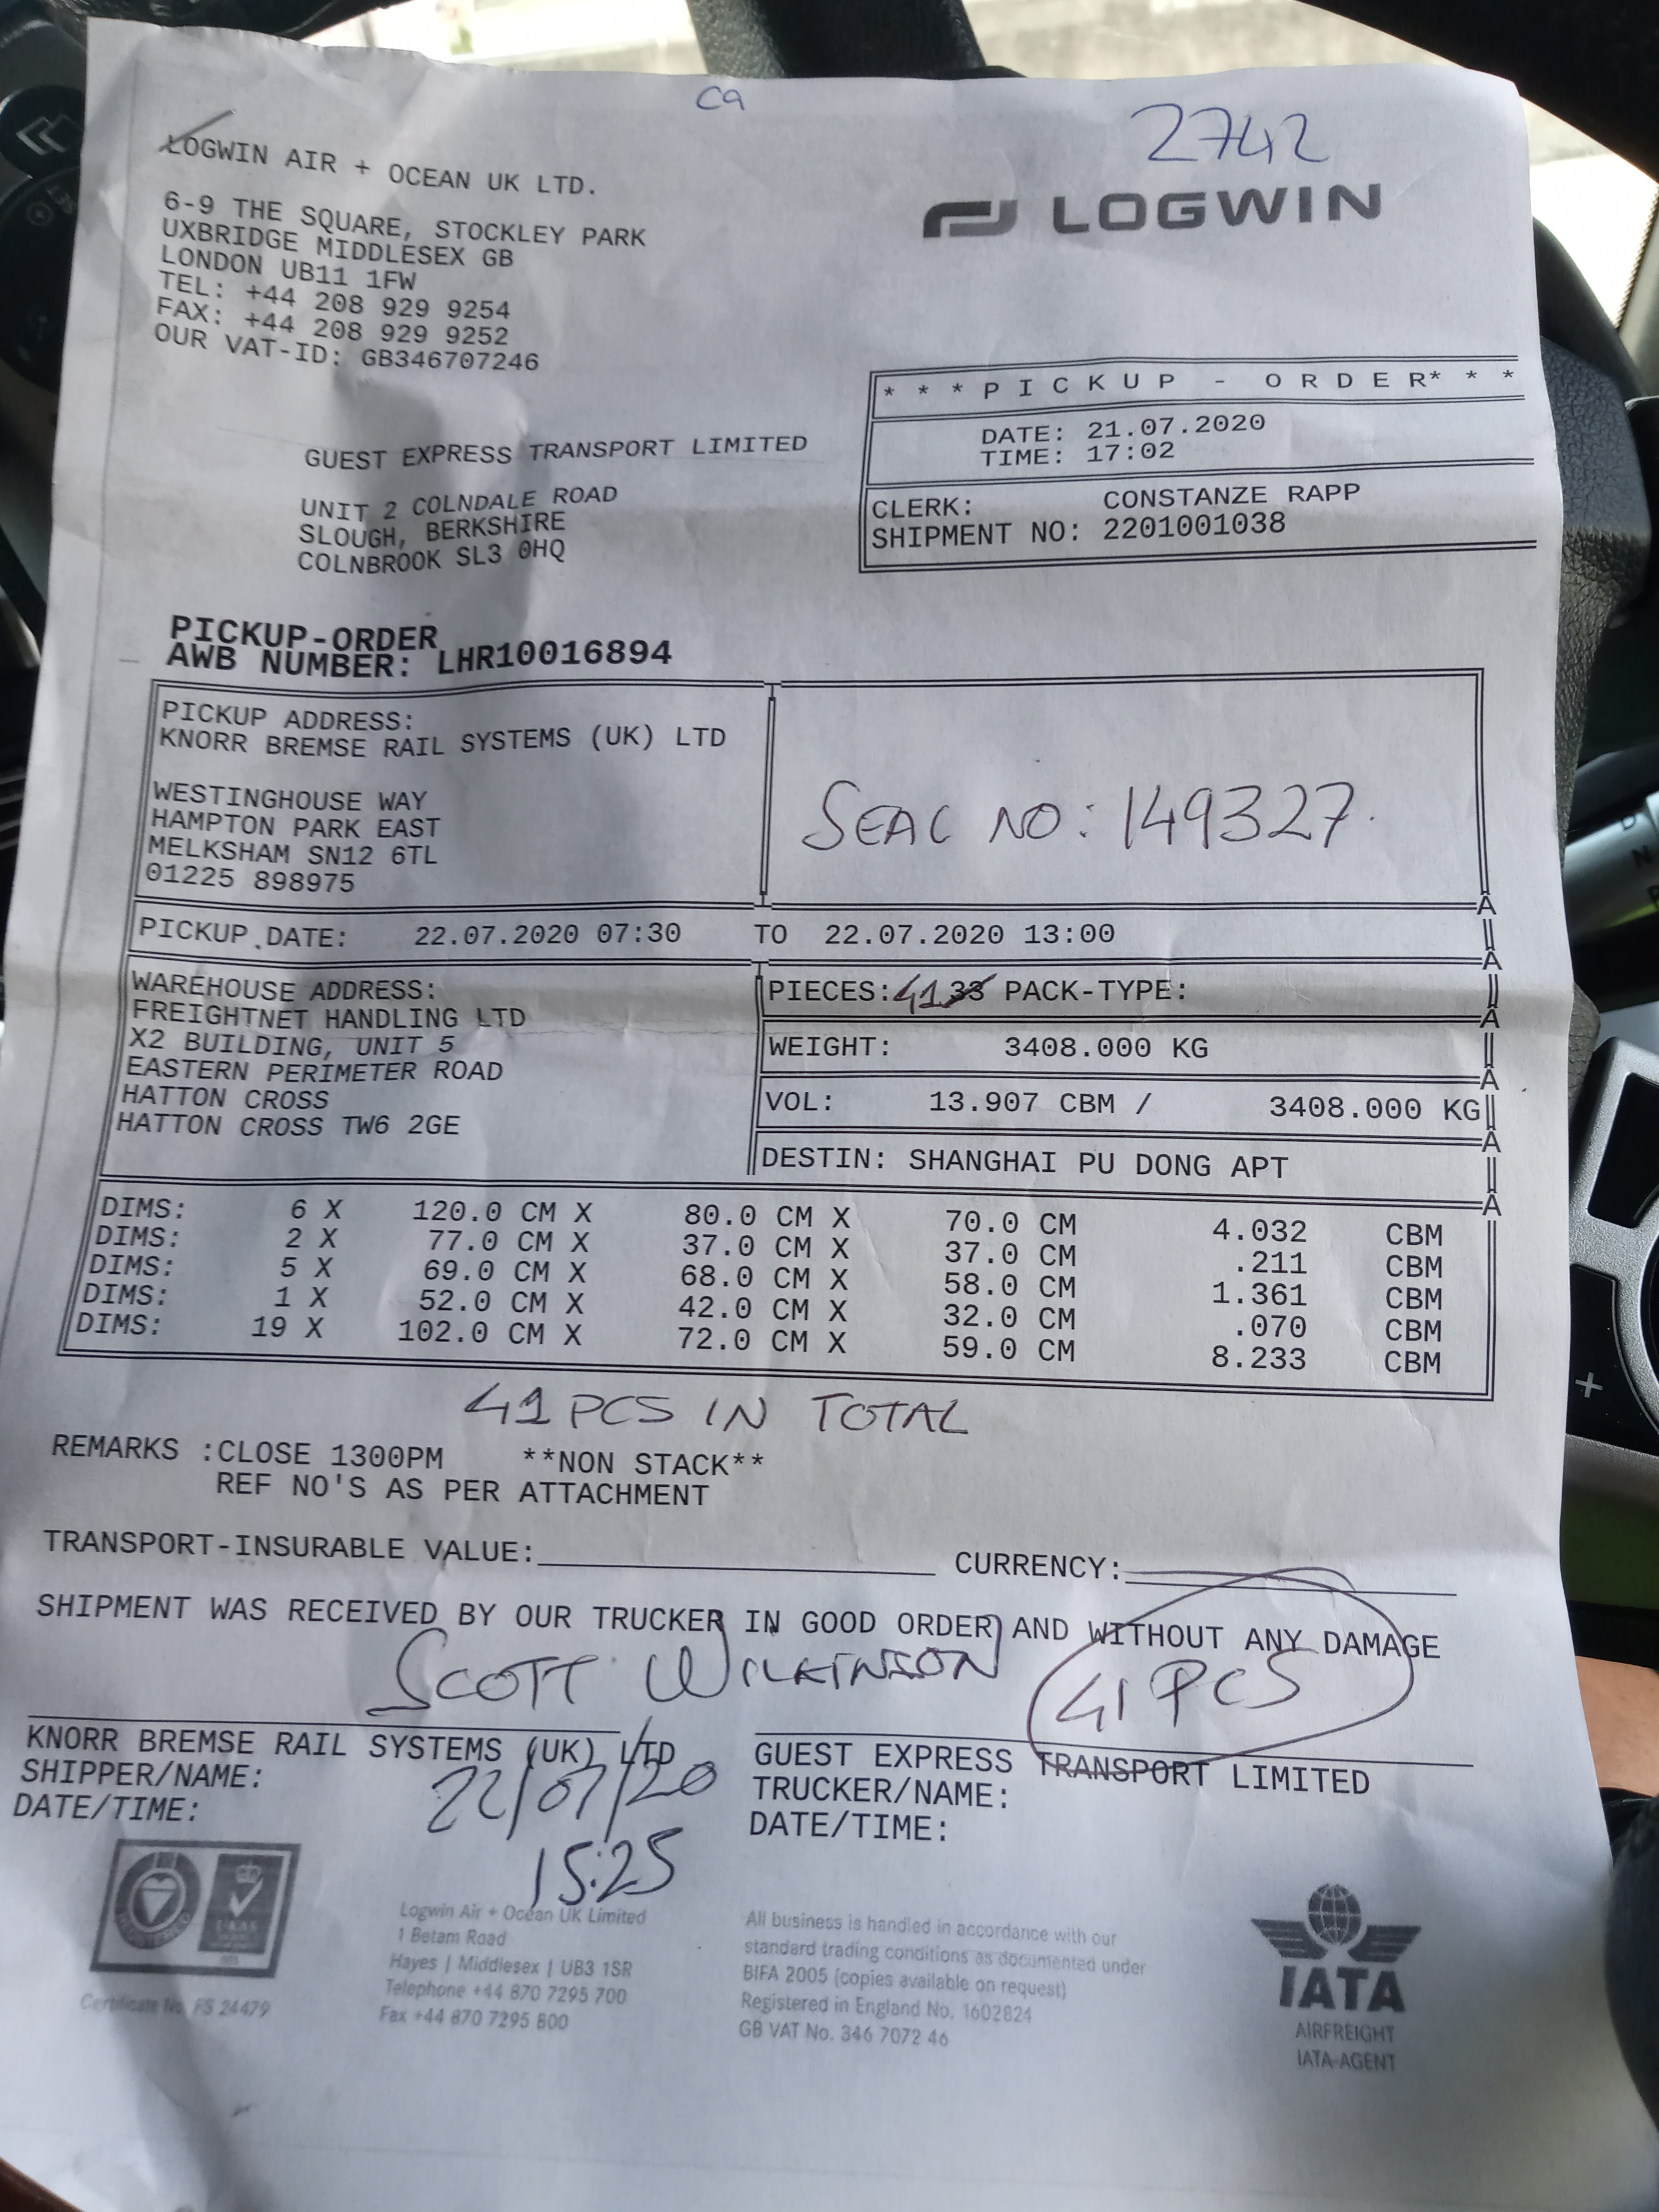 C9
2742
LOGWIN AIR + OCEAN UK LTD.
LOGWIN
6-9 THE SQUARE, STOCKLEY PARK
UXBRIDGE MIDDLESEX GB
LONDON UB11 1FW
TEL: +44 208 929 9254
FAX: +44 208 929 9252
OUR VAT-ID: GB346707246
* * * P I C K U P - O R D E R* * *
DATE: 21.07.2020
TIME: 17:02
CLERK: CONSTANZE RAPP
SHIPMENT NO: 2201001038
GUEST EXPRESS TRANSPORT LIMITED
UNIT 2 COLNDALE ROAD
SLOUGH, BERKSHIRE
COLNBROOK SL3 0HQ
PICKUP-ORDER
AWB NUMBER: LHR10016894
PICKUP ADDRESS:
KNORR BREMSE RAIL SYSTEMS (UK) LTD
WESTINGHOUSE WAY
HAMPTON PARK EAST
MELKSHAM SN12 6TL
01225 898975
SEAL NO: 149327.
PICKUP DATE: 22.07.2020 07:30 TO 22.07.2020 13:00
WAREHOUSE ADDRESS:
FREIGHTNET HANDLING LTD
X2 BUILDING, UNIT 5
EASTERN PERIMETER ROAD
HATTON CROSS
HATTON CROSS TW6 2GE
PIECES: 41 33 PACK-TYPE:
WEIGHT: 3408.000 KG
VOL: 13.907 CBM / 3408.000 KG
DESTIN: SHANGHAI PU DONG APT
DIMS: 6 X 120.0 CM X 80.0 CM X 70.0 CM 4.032 CBM
DIMS: 2 X 77.0 CM X 37.0 CM X 37.0 CM .211 CBM
DIMS: 5 X 69.0 CM X 68.0 CM X 58.0 CM 1.361 CBM
DIMS: 1 X 52.0 CM X 42.0 CM X 32.0 CM .070 CBM
DIMS: 19 X 102.0 CM X 72.0 CM X 59.0 CM 8.233 CBM
41 PCS IN TOTAL
REMARKS :CLOSE 1300PM **NON STACK**
REF NO'S AS PER ATTACHMENT
TRANSPORT-INSURABLE VALUE: CURRENCY:
SHIPMENT WAS RECEIVED BY OUR TRUCKER IN GOOD ORDER AND WITHOUT ANY DAMAGE
SCOTT WILKINSON
41 PCS
KNORR BREMSE RAIL SYSTEMS (UK) LTD
SHIPPER/NAME:
DATE/TIME:
22/07/20
15:25
GUEST EXPRESS TRANSPORT LIMITED
TRUCKER/NAME:
DATE/TIME:
Certificate No. FS 24479
Logwin Air + Ocean UK Limited
1 Betam Road
Hayes | Middlesex | UB3 1SR
Telephone +44 870 7295 700
Fax +44 870 7295 800
All business is handled in accordance with our
standard trading conditions as documented under
BIFA 2005 (copies available on request)
Registered in England No. 1602824
GB VAT No. 346 7072 46
IATA
AIRFREIGHT
IATA-AGENT